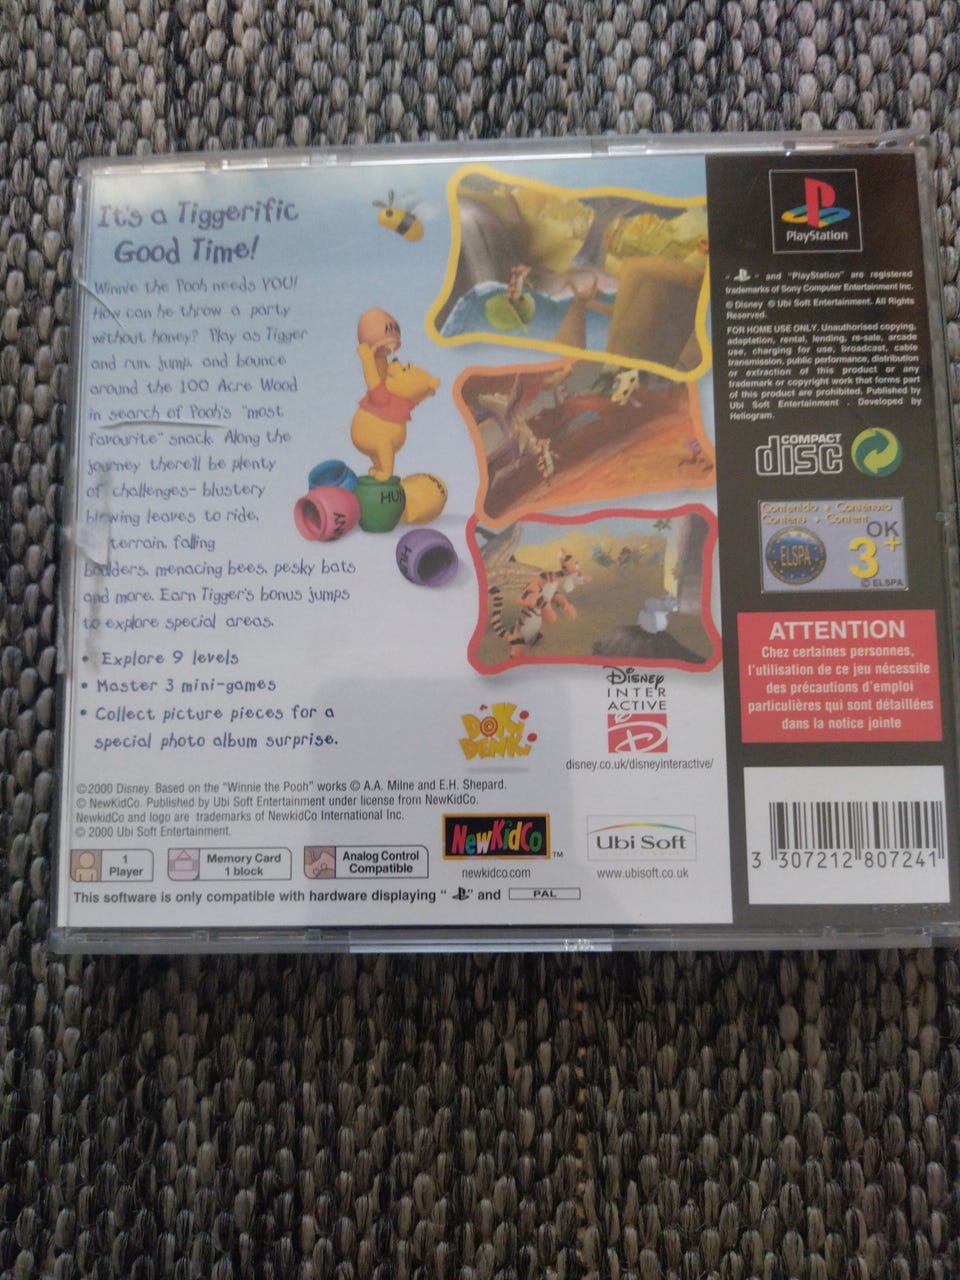 It's a Tiggerific
Good Time!
Winnie the Pooh needs YOU!
How can he throw a party
without honey? Play as Tigger
and run, jump, and bounce
around the 100 Acre Wood
in search of Pooh's "most
favourite" snack. Along the
journey there'll be plenty
of challenges- blustery
blowing leaves to ride,
terrain, falling
boulders, menacing bees, pesky bats
and more. Earn Tigger's bonus jumps
to explore special areas.
• Explore 9 levels
• Master 3 mini-games
• Collect picture pieces for a
special photo album surprise.
HUN
©2000 Disney. Based on the "Winnie the Pooh" works © A.A. Milne and E.H. Shepard.
© NewKidCo. Published by Ubi Soft Entertainment under license from NewKidCo.
NewkidCo and logo are trademarks of NewkidCo International Inc.
© 2000 Ubi Soft Entertainment.
1
Player
Memory Card
1 block
Analog Control
Compatible
This software is only compatible with hardware displaying " " and PAL
DOKI
DENKI
DISNEY
INTER
ACTIVE
disney.co.uk/disneyinteractive/
NewKidCo ™
newkidco.com
Ubi Soft
www.ubisoft.co.uk
PlayStation
" " and "PlayStation" are registered
trademarks of Sony Computer Entertainment Inc.
© Disney © Ubi Soft Entertainment. All Rights
Reserved.
FOR HOME USE ONLY. Unauthorised copying,
adaptation, rental, lending, re-sale, arcade
use, charging for use, broadcast, cable
transmission, public performance, distribution
or extraction of this product or any
trademark or copyright work that forms part
of this product are prohibited. Published by
Ubi Soft Entertainment. Developed by
Heliogram.
COMPACT
disc
Contenido • Contenuto
Contenu • Content
OK
ELSPA
3+
© ELSPA
ATTENTION
Chez certaines personnes,
l'utilisation de ce jeu nécessite
des précautions d'emploi
particulières qui sont détaillées
dans la notice jointe
3 307212 807241